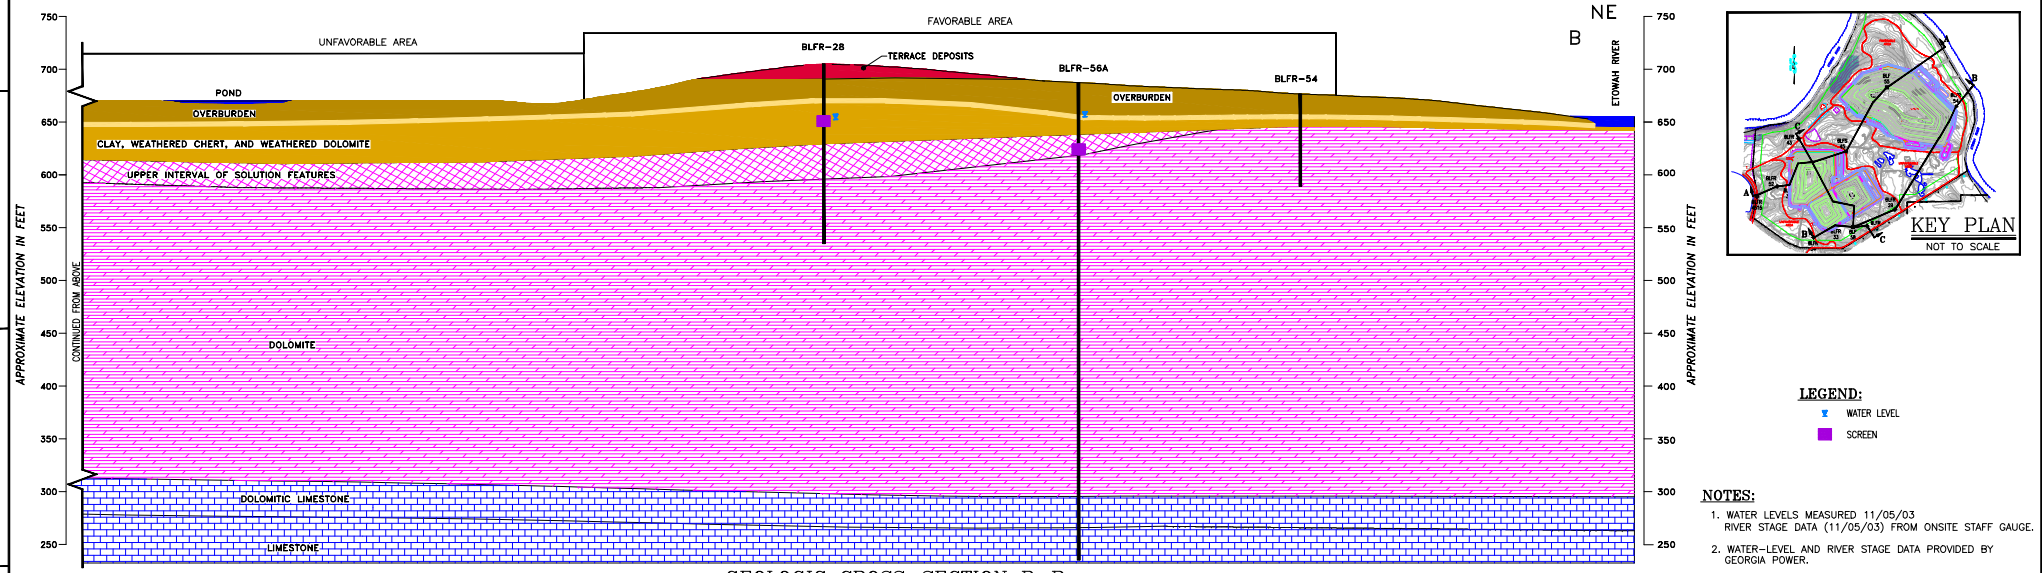 NE
B
FAVORABLE AREA
UNFAVORABLE AREA
BLFR-28
TERRACE DEPOSITS
BLFR-56A
BLFR-54
ETOWAH RIVER
POND
OVERBURDEN
OVERBURDEN
CLAY, WEATHERED CHERT, AND WEATHERED DOLOMITE
UPPER INTERVAL OF SOLUTION FEATURES
DOLOMITE
DOLOMITIC LIMESTONE
LIMESTONE
750
700
650
600
550
500
450
400
350
300
250
APPROXIMATE ELEVATION IN FEET
CONTINUED FROM ABOVE
750
700
650
600
550
500
450
400
350
300
250
APPROXIMATE ELEVATION IN FEET
A
B
C
A
B
C
KEY PLAN
NOT TO SCALE
LEGEND:
WATER LEVEL
SCREEN
NOTES:
1. WATER LEVELS MEASURED 11/05/03
RIVER STAGE DATA (11/05/03) FROM ONSITE STAFF GAUGE.
2. WATER-LEVEL AND RIVER STAGE DATA PROVIDED BY
GEORGIA POWER.